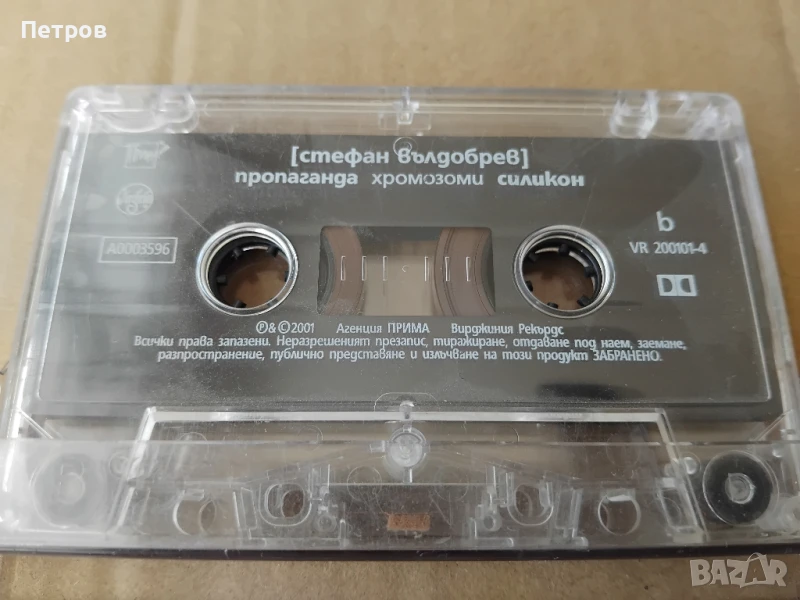 Петров
[стефан вълдобрев]
пропаганда хромозоми силикон
b
A0003596
VR 200101-4
℗&©2001 Агенция ПРИМА Вирджиния Рекърдс
Всички права запазени. Неразрешеният презапис, тиражиране, отдаване под наем, заемане,
разпространение, публично представяне и излъчване на този продукт ЗАБРАНЕНО.
BAZAR